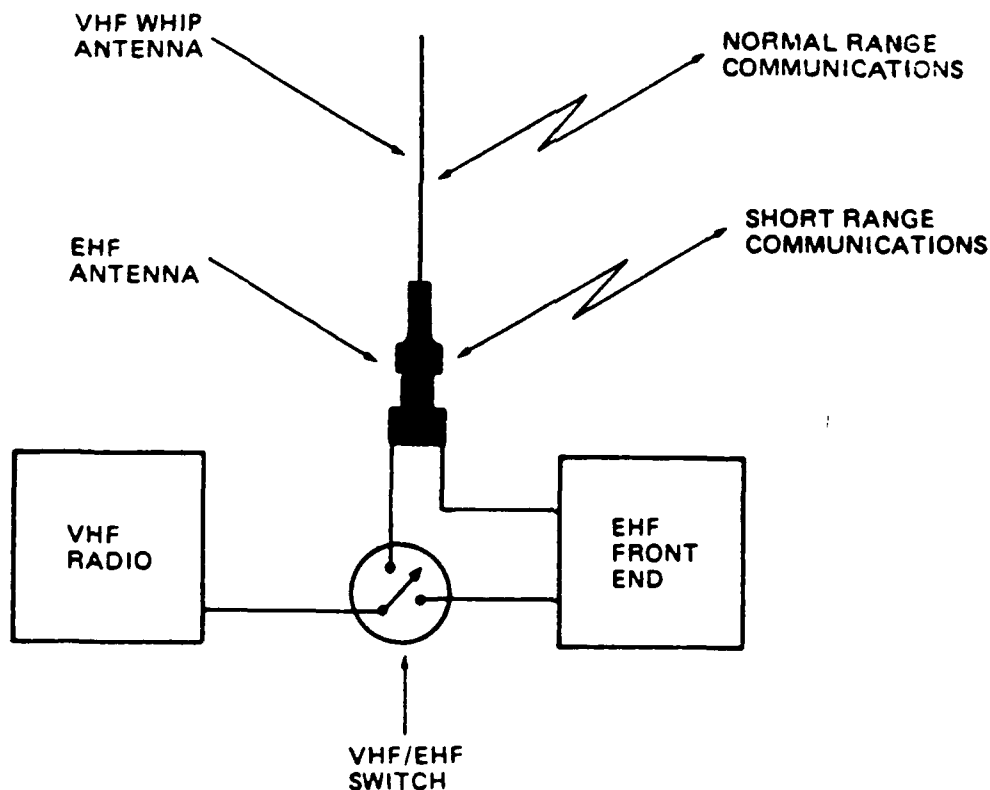 VHF WHIP
ANTENNA
NORMAL RANGE
COMMUNICATIONS
EHF
ANTENNA
SHORT RANGE
COMMUNICATIONS
VHF
RADIO
EHF
FRONT
END
VHF/EHF
SWITCH